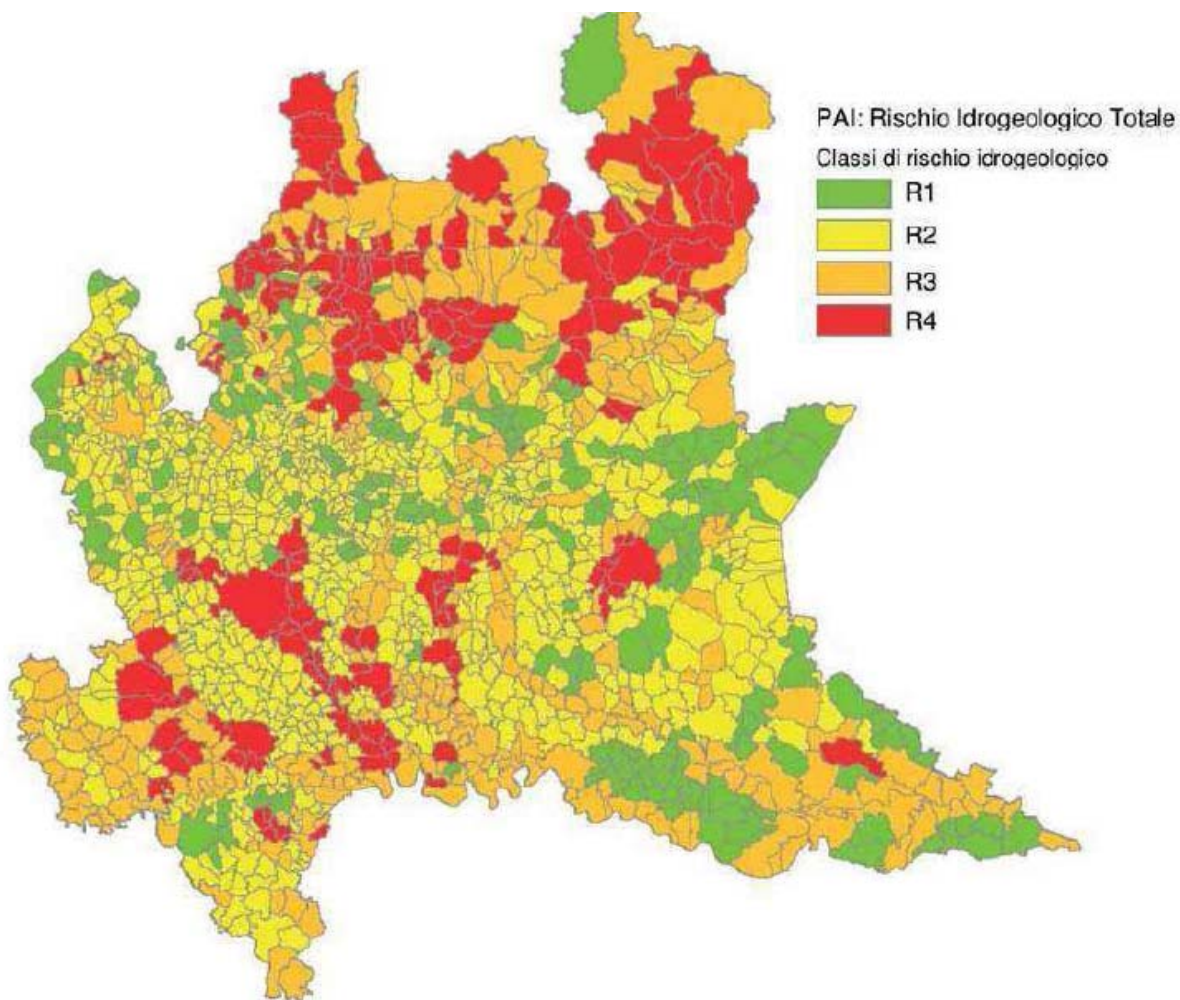 PAI: Rischio Idrogeologico Totale
Classi di rischio idrogeologico
R1
R2
R3
R4